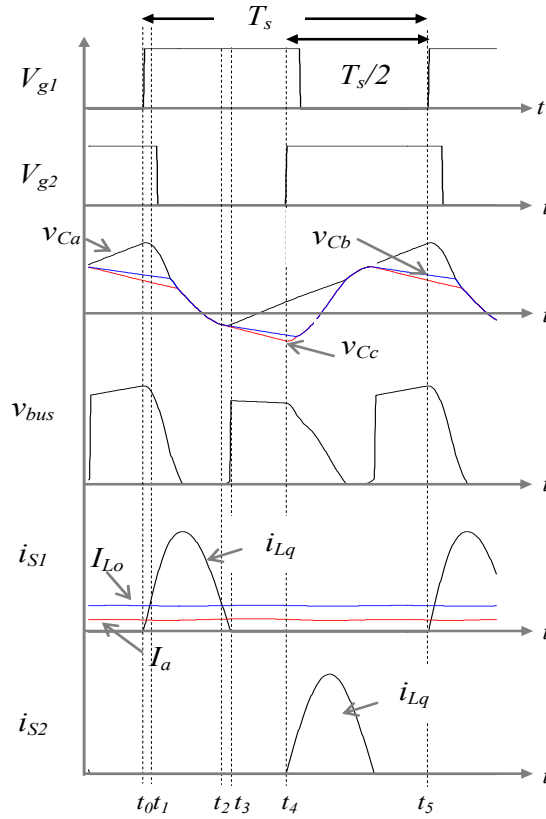 T_s
V_g1
T_s/2
t
V_g2
t
v_Ca
v_Cb
t
v_Cc
v_bus
t
i_S1
I_Lo
i_Lq
t
I_a
i_S2
i_Lq
t
t_0 t_1 t_2 t_3 t_4 t_5